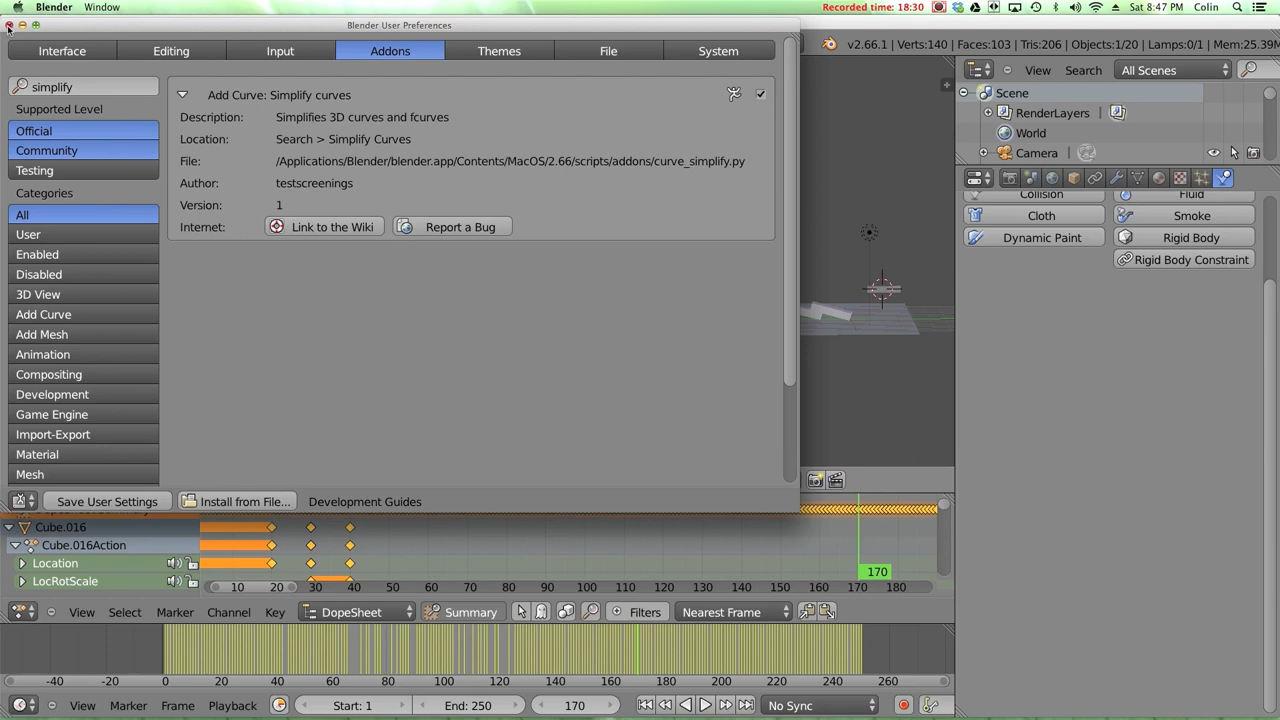 Blender Window Recorded time: 18:30 Sat 8:47 PM Colin
Blender User Preferences
Interface Editing Input Addons Themes File System
v2.66.1 | Verts:140 | Faces:103 | Tris:206 | Objects:1/20 | Lamps:0/1 | Mem:25.39M
View Search All Scenes
simplify
Supported Level
Official
Community
Testing
Categories
All
User
Enabled
Disabled
3D View
Add Curve
Add Mesh
Animation
Compositing
Development
Game Engine
Import-Export
Material
Mesh
Add Curve: Simplify curves
Description: Simplifies 3D curves and fcurves
Location: Search > Simplify Curves
File: /Applications/Blender/blender.app/Contents/MacOS/2.66/scripts/addons/curve_simplify.py
Author: testscreenings
Version: 1
Internet: Link to the Wiki Report a Bug
Save User Settings Install from File... Development Guides
Scene
RenderLayers
World
Camera
Collision Fluid
Cloth Smoke
Dynamic Paint Rigid Body
Rigid Body Constraint
Cube.016
Cube.016Action
Location
LocRotScale
10 20 30 40 50 60 70 80 90 100 110 120 130 140 150 160 170 180
170
View Select Marker Channel Key DopeSheet Summary Filters Nearest Frame
-40 -20 0 20 40 60 80 100 120 140 160 180 200 220 240 260
View Marker Frame Playback Start: 1 End: 250 170 No Sync